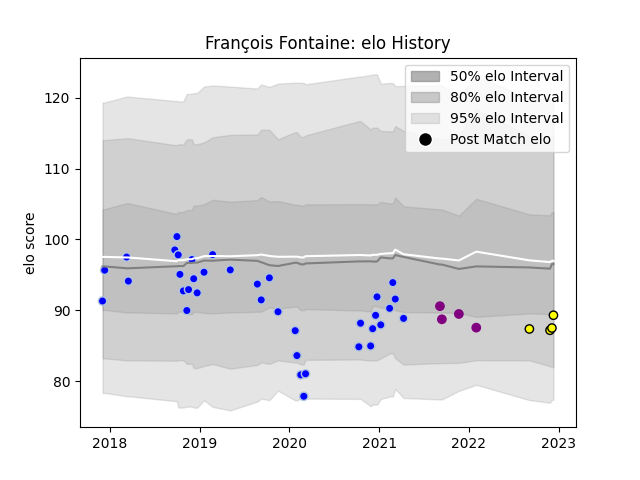 François Fontaine: elo History
50% elo Interval
80% elo Interval
95% elo Interval
Post Match elo
elo score
120
110
100
90
80
2018 2019 2020 2021 2022 2023